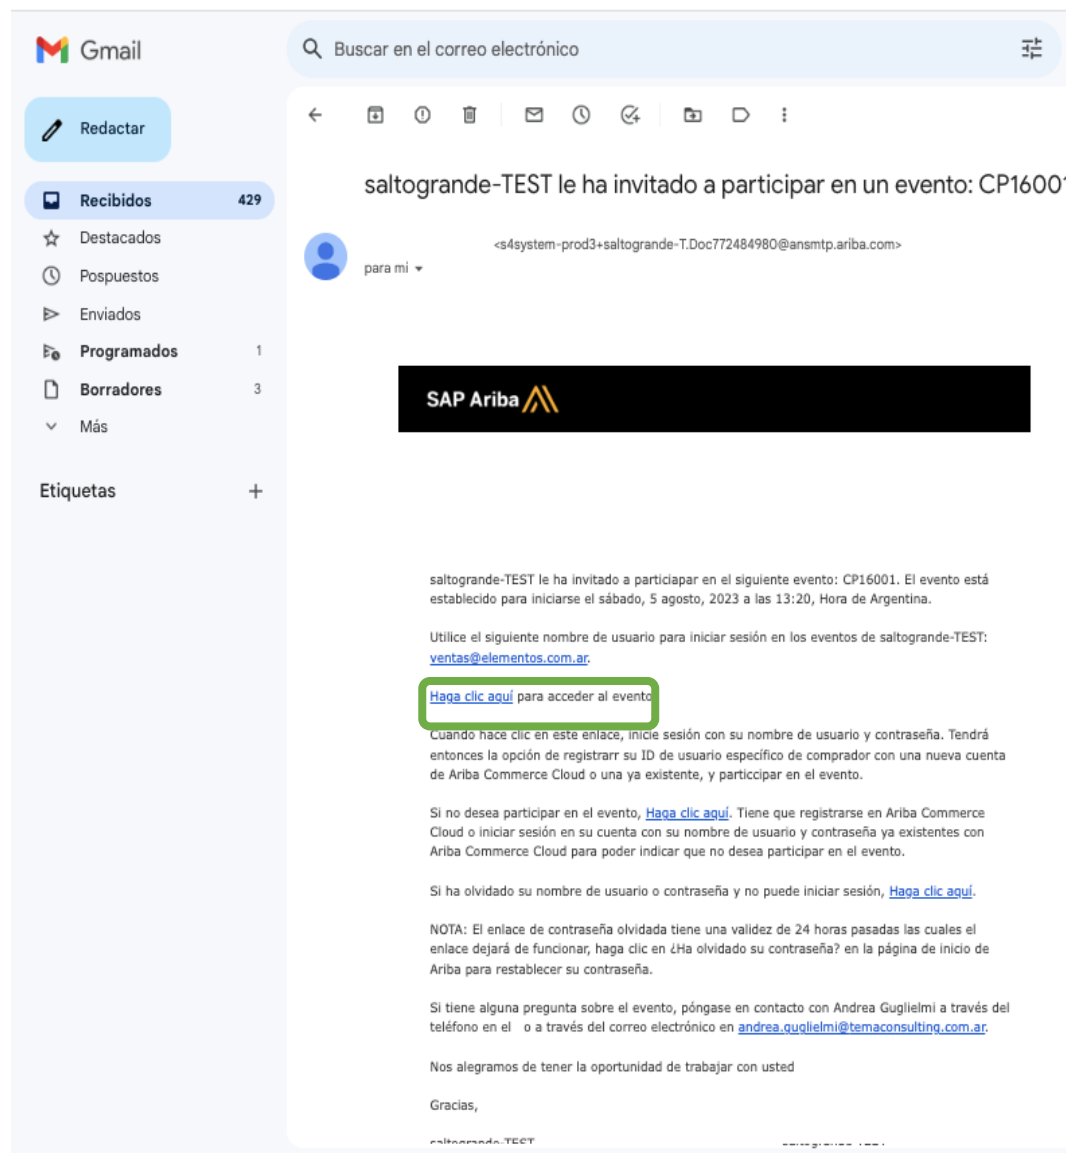 Gmail
Buscar en el correo electrónico
Redactar
Recibidos 429
Destacados
Pospuestos
Enviados
Programados 1
Borradores 3
Más
Etiquetas
saltogrande-TEST le ha invitado a participar en un evento: CP16001
<s4system-prod3+saltogrande-T.Doc772484980@ansmtp.ariba.com>
para mi
SAP Ariba
saltogrande-TEST le ha invitado a particiapar en el siguiente evento: CP16001. El evento está
establecido para iniciarse el sábado, 5 agosto, 2023 a las 13:20, Hora de Argentina.
Utilice el siguiente nombre de usuario para iniciar sesión en los eventos de saltogrande-TEST:
ventas@elementos.com.ar.
Haga clic aquí para acceder al evento
Cuando hace clic en este enlace, inicie sesión con su nombre de usuario y contraseña. Tendrá
entonces la opción de registrarr su ID de usuario específico de comprador con una nueva cuenta
de Ariba Commerce Cloud o una ya existente, y particcipar en el evento.
Si no desea participar en el evento, Haga clic aquí. Tiene que registrarse en Ariba Commerce
Cloud o iniciar sesión en su cuenta con su nombre de usuario y contraseña ya existentes con
Ariba Commerce Cloud para poder indicar que no desea participar en el evento.
Si ha olvidado su nombre de usuario o contraseña y no puede iniciar sesión, Haga clic aquí.
NOTA: El enlace de contraseña olvidada tiene una validez de 24 horas pasadas las cuales el
enlace dejará de funcionar, haga clic en ¿Ha olvidado su contraseña? en la página de inicio de
Ariba para restablecer su contraseña.
Si tiene alguna pregunta sobre el evento, póngase en contacto con Andrea Guglielmi a través del
teléfono en el o a través del correo electrónico en andrea.guglielmi@temaconsulting.com.ar.
Nos alegramos de tener la oportunidad de trabajar con usted
Gracias,
saltogrande-TEST